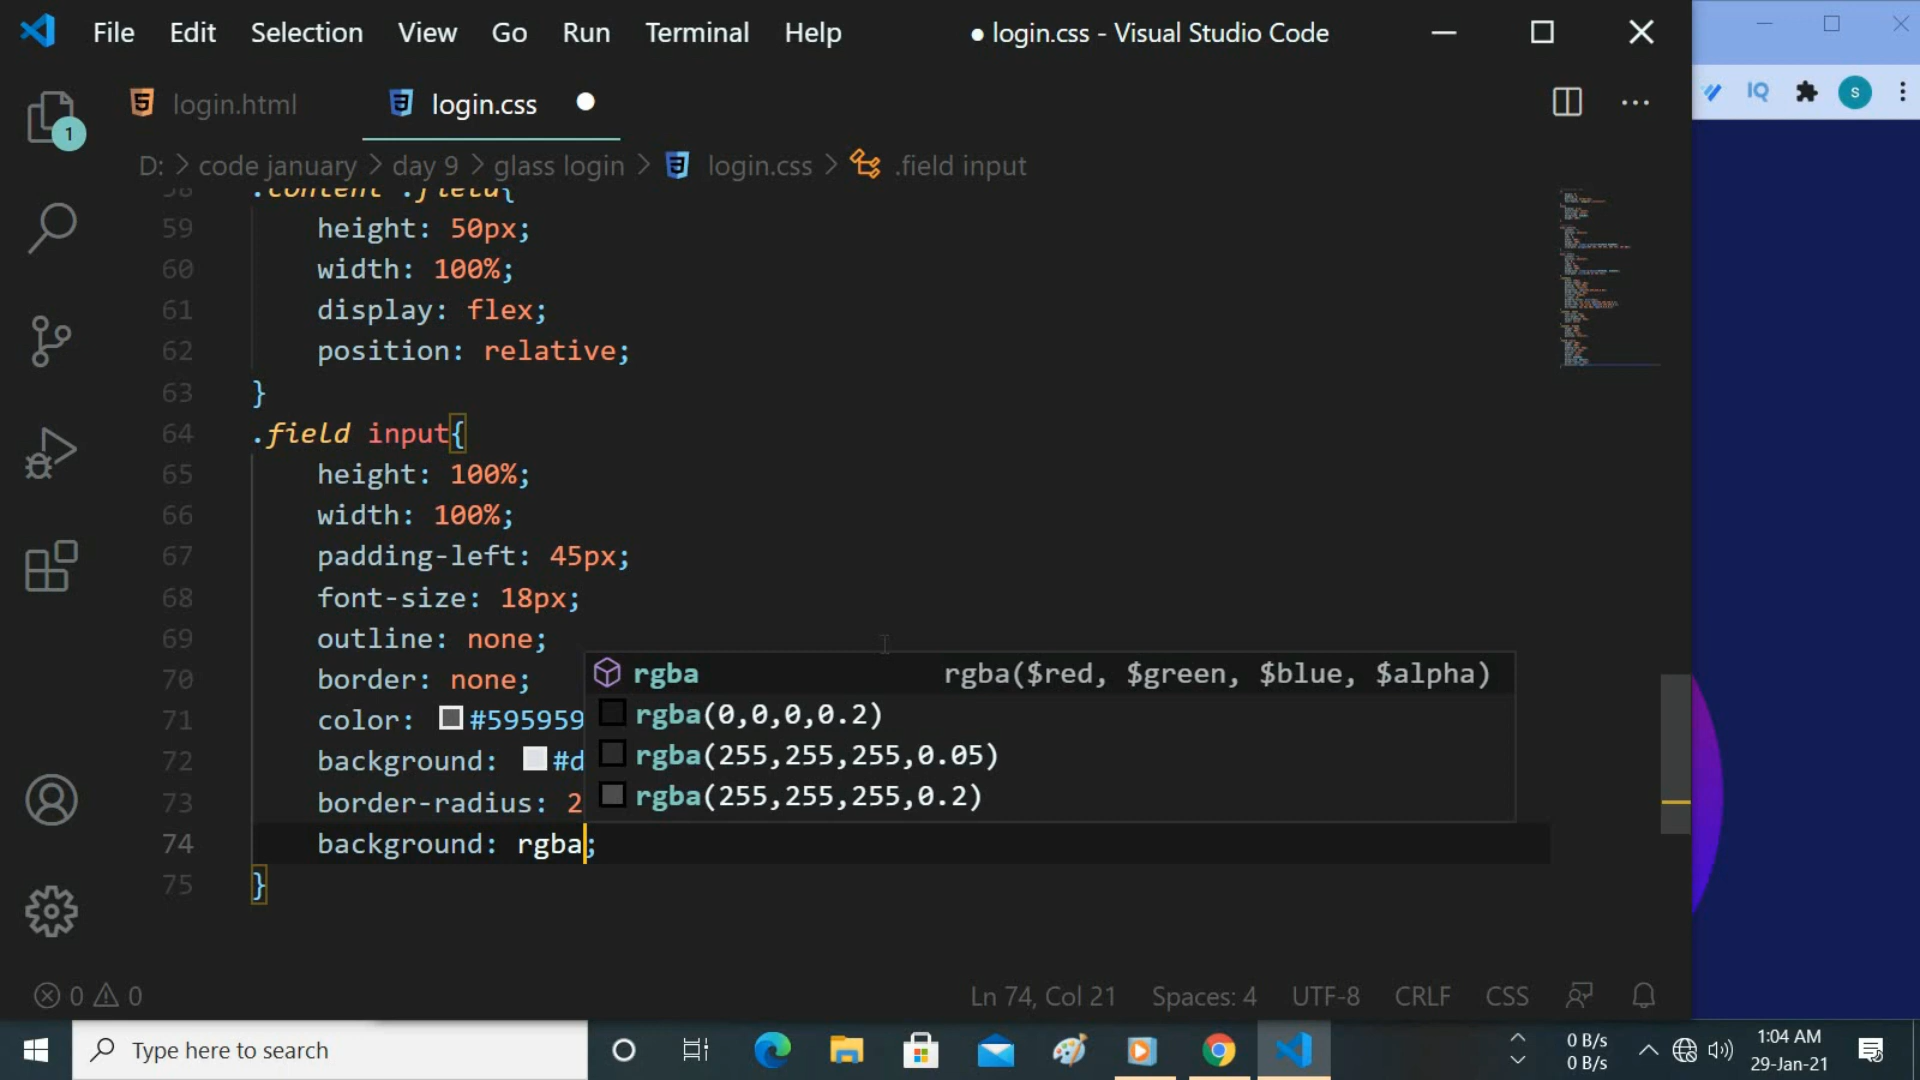 File Edit Selection View Go Run Terminal Help ● login.css - Visual Studio Code
login.html login.css
IQ S
1
D: > code january > day 9 > glass login > login.css > .field input
58 .content .field{
59 height: 50px;
60 width: 100%;
61 display: flex;
62 position: relative;
63 }
64 .field input{
65 height: 100%;
66 width: 100%;
67 padding-left: 45px;
68 font-size: 18px;
69 outline: none;
70 border: none;
71 color: #595959
72 background: #d
73 border-radius: 2
74 background: rgba;
75 }
rgba rgba($red, $green, $blue, $alpha)
rgba(0,0,0,0.2)
rgba(255,255,255,0.05)
rgba(255,255,255,0.2)
0 0 Ln 74, Col 21 Spaces: 4 UTF-8 CRLF CSS
Type here to search
0 B/s
0 B/s
1:04 AM
29-Jan-21